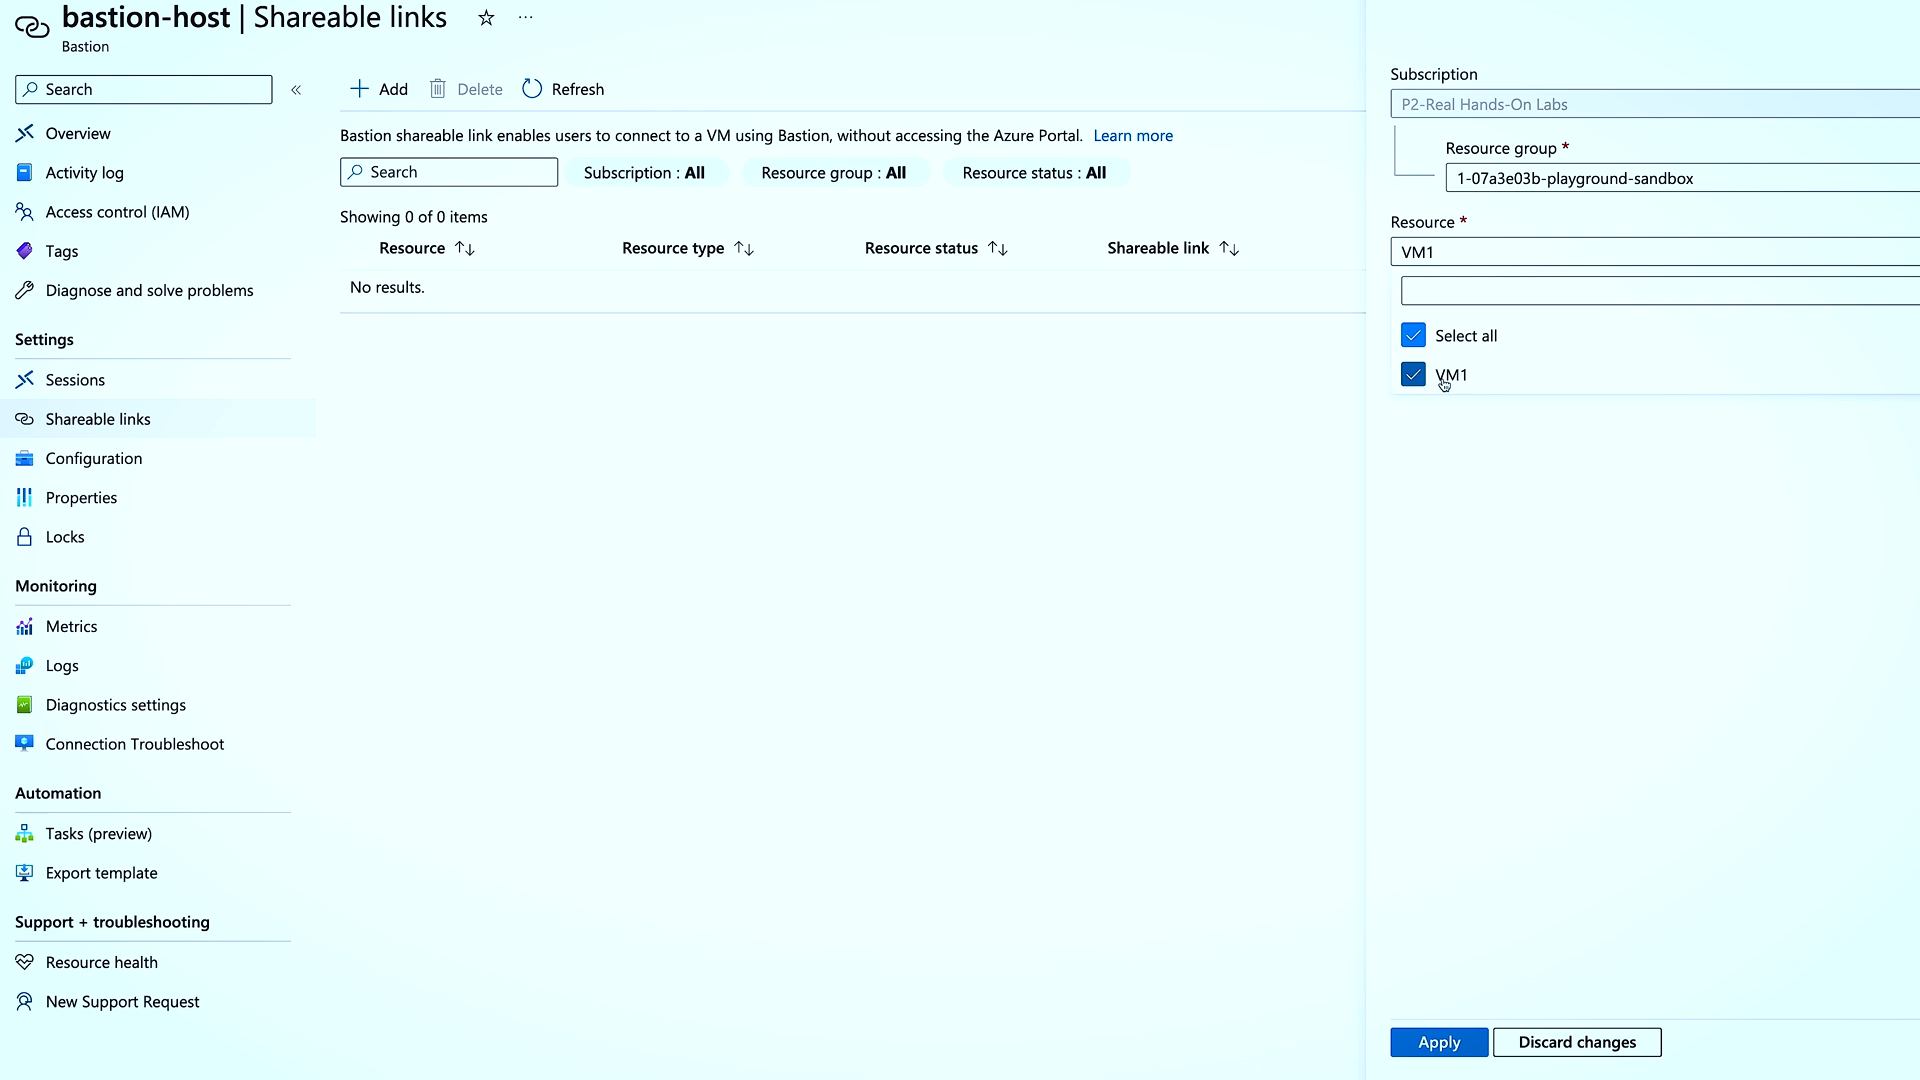 bastion-host | Shareable links
Bastion
Search
Overview
Activity log
Access control (IAM)
Tags
Diagnose and solve problems
Settings
Sessions
Shareable links
Configuration
Properties
Locks
Monitoring
Metrics
Logs
Diagnostics settings
Connection Troubleshoot
Automation
Tasks (preview)
Export template
Support + troubleshooting
Resource health
New Support Request
Add Delete Refresh
Bastion shareable link enables users to connect to a VM using Bastion, without accessing the Azure Portal. Learn more
Search Subscription : All Resource group : All Resource status : All
Showing 0 of 0 items
Resource Resource type Resource status Shareable link
No results.
Subscription
P2-Real Hands-On Labs
Resource group *
1-07a3e03b-playground-sandbox
Resource *
VM1
Select all
VM1
Apply Discard changes